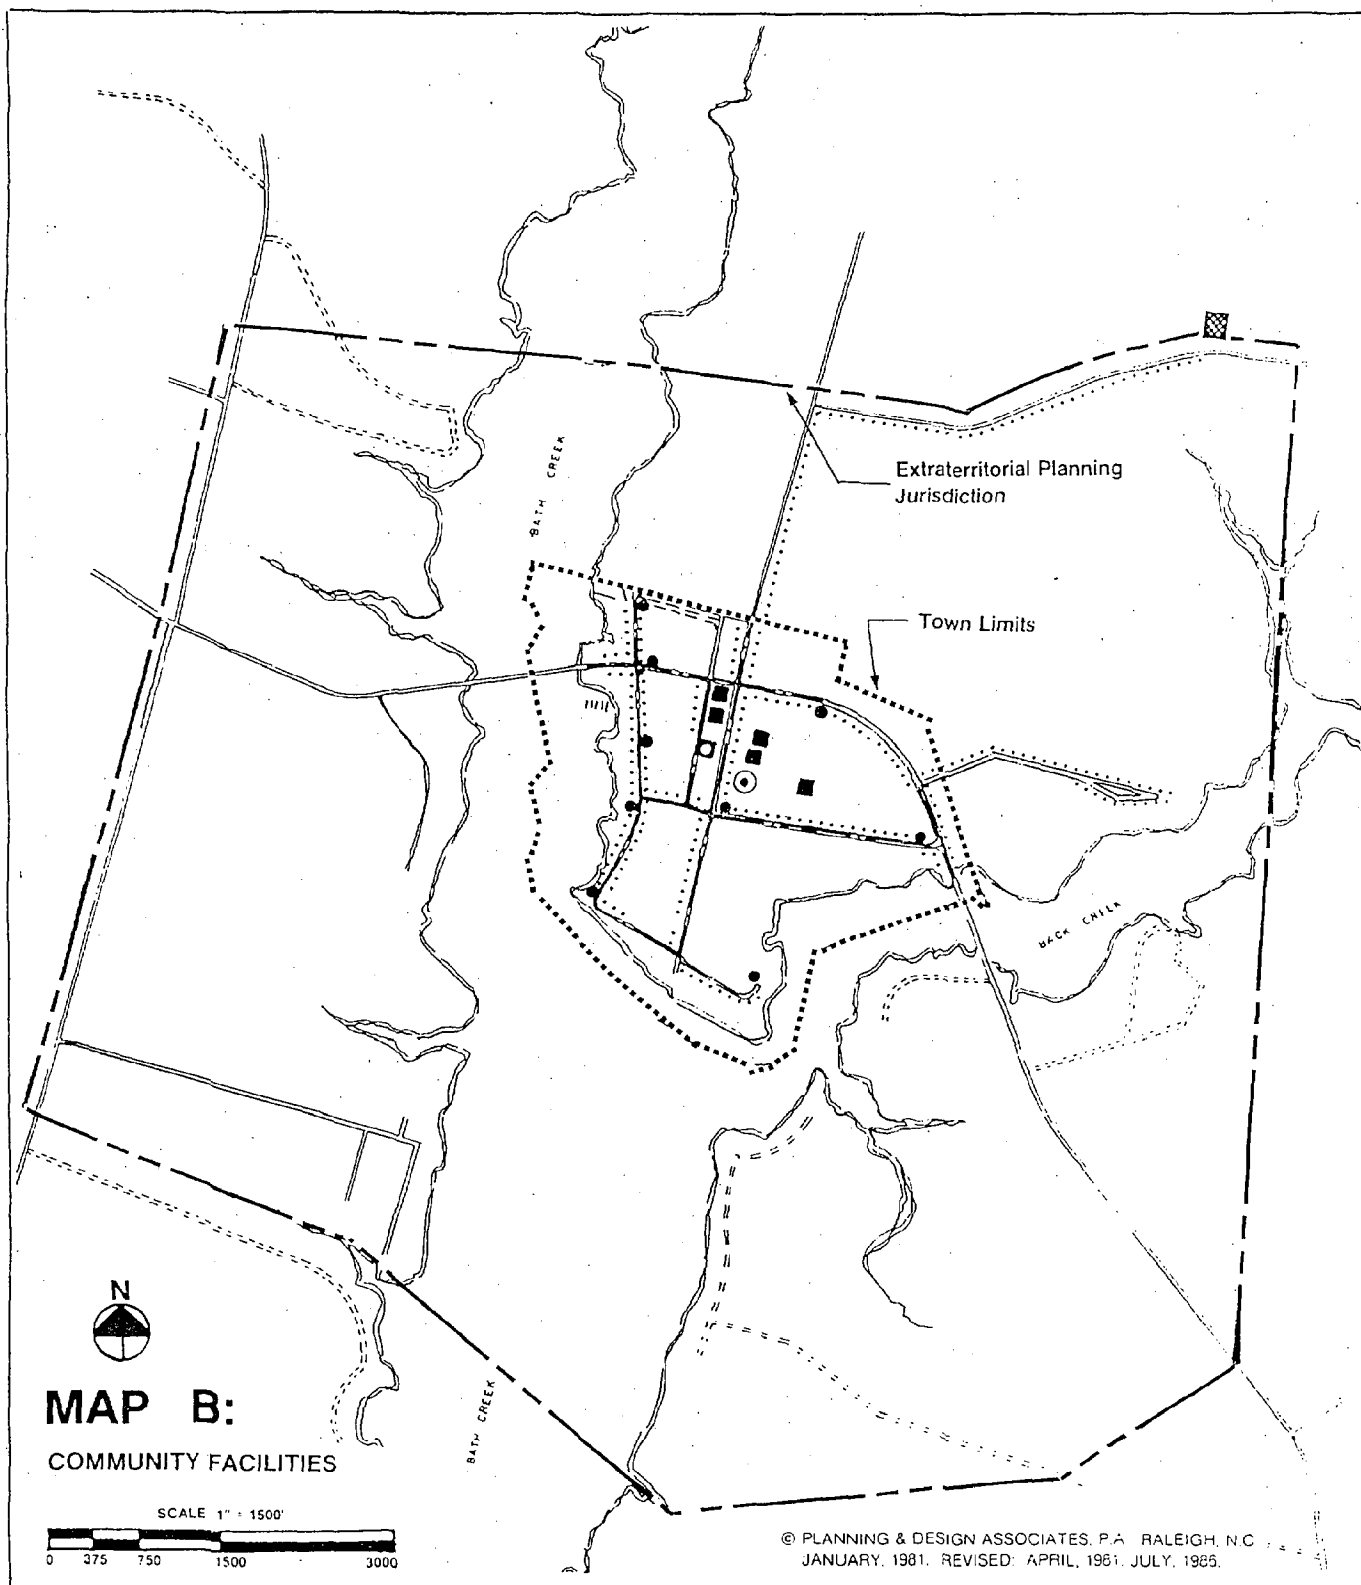 BATH CREEK
Extraterritorial Planning
Jurisdiction
Town Limits
BACK CREEK
N
MAP B:
COMMUNITY FACILITIES
BATH CREEK
SCALE 1" = 1500'
0 375 750 1500 3000
© PLANNING & DESIGN ASSOCIATES, P.A. RALEIGH, N.C.
JANUARY, 1981. REVISED: APRIL, 1981. JULY, 1986.